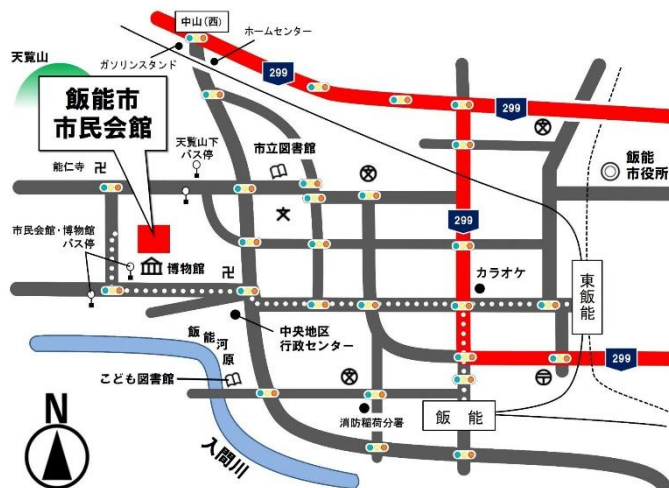 中山(西)
ホームセンター
ガソリンスタンド
天覧山
299
299
飯能市
市民会館
天覧山下
バス停
市立図書館
能仁寺
飯能
市役所
299
市民会館・博物館
バス停
博物館
カラオケ
東飯能
飯能河原
中央地区
行政センター
299
こども図書館
飯能
消防稲荷分署
入間川
N